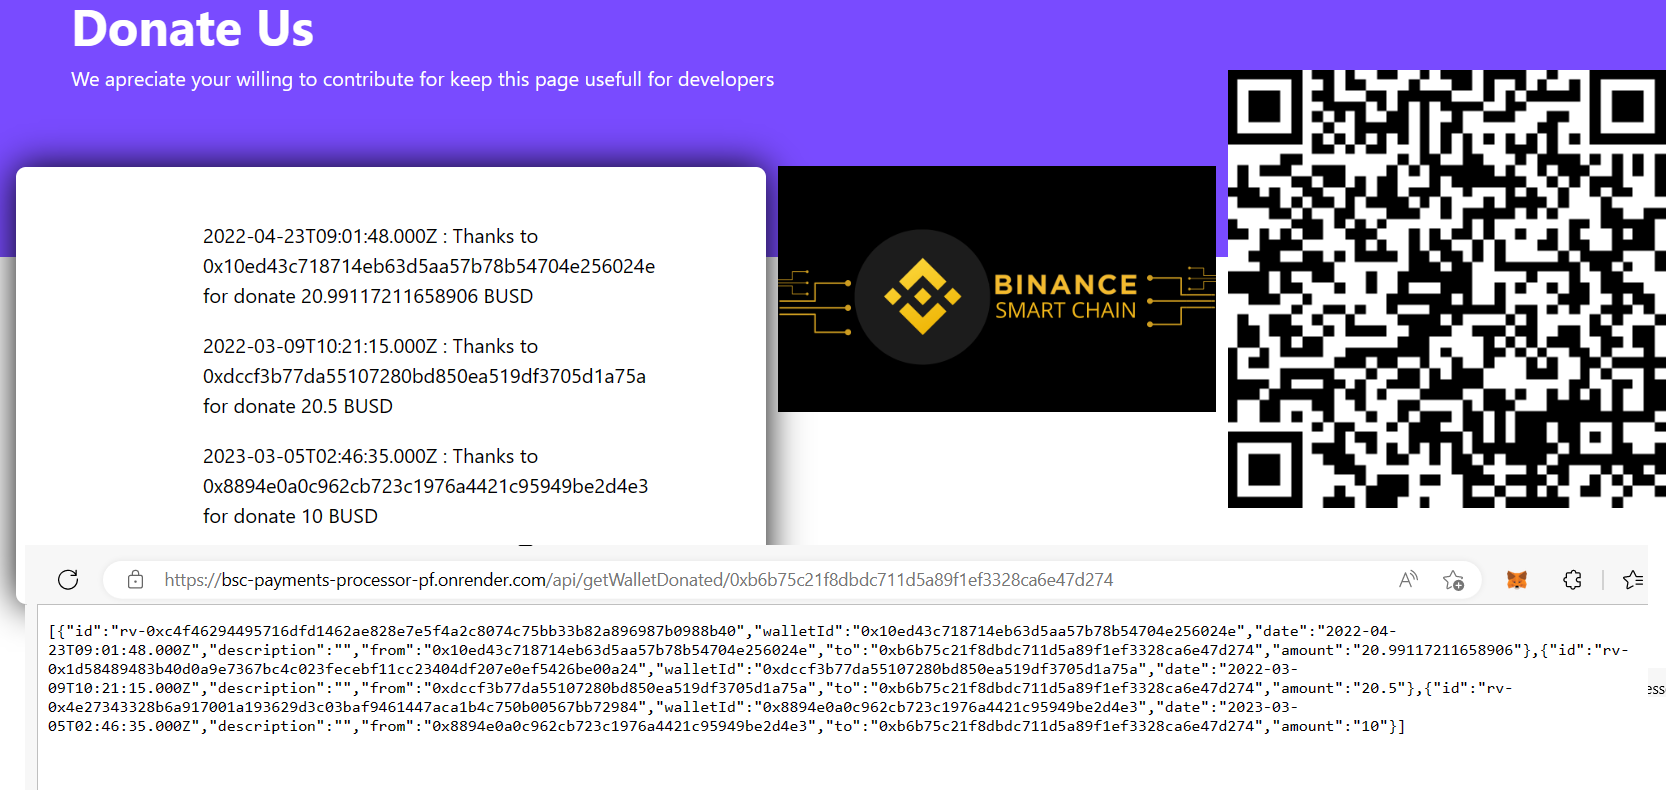 Donate Us
We apreciate your willing to contribute for keep this page usefull for developers
2022-04-23T09:01:48.000Z : Thanks to
0x10ed43c718714eb63d5aa57b78b54704e256024e
for donate 20.99117211658906 BUSD
2022-03-09T10:21:15.000Z : Thanks to
0xdccf3b77da55107280bd850ea519df3705d1a75a
for donate 20.5 BUSD
2023-03-05T02:46:35.000Z : Thanks to
0x8894e0a0c962cb723c1976a4421c95949be2d4e3
for donate 10 BUSD
BINANCE
SMART CHAIN
https://bsc-payments-processor-pf.onrender.com/api/getWalletDonated/0xb6b75c21f8dbdc711d5a89f1ef3328ca6e47d274
[{"id":"rv-0xc4f46294495716dfd1462ae828e7e5f4a2c8074c75bb33b82a896987b0988b40","walletId":"0x10ed43c718714eb63d5aa57b78b54704e256024e","date":"2022-04-
23T09:01:48.000Z","description":"","from":"0x10ed43c718714eb63d5aa57b78b54704e256024e","to":"0xb6b75c21f8dbdc711d5a89f1ef3328ca6e47d274","amount":"20.99117211658906"},{"id":"rv-
0x1d58489483b40d0a9e7367bc4c023fecebf11cc23404df207e0ef5426be00a24","walletId":"0xdccf3b77da55107280bd850ea519df3705d1a75a","date":"2022-03-
09T10:21:15.000Z","description":"","from":"0xdccf3b77da55107280bd850ea519df3705d1a75a","to":"0xb6b75c21f8dbdc711d5a89f1ef3328ca6e47d274","amount":"20.5"},{"id":"rv-
0x4e27343328b6a917001a193629d3c03baf9461447aca1b4c750b00567bb72984","walletId":"0x8894e0a0c962cb723c1976a4421c95949be2d4e3","date":"2023-03-
05T02:46:35.000Z","description":"","from":"0x8894e0a0c962cb723c1976a4421c95949be2d4e3","to":"0xb6b75c21f8dbdc711d5a89f1ef3328ca6e47d274","amount":"10"}]